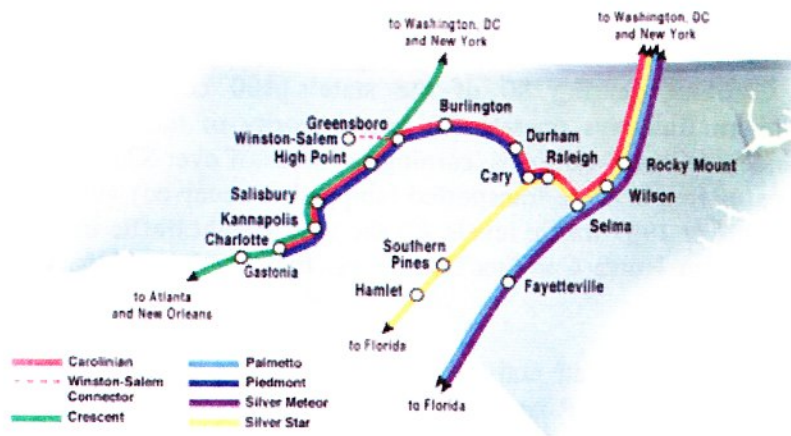 to Washington, DC
and New York
to Washington, DC
and New York
Burlington
Greensboro
Winston-Salem
High Point
Durham
Raleigh
Cary
Rocky Mount
Wilson
Selma
Salisbury
Kannapolis
Charlotte
Gastonia
Southern
Pines
Hamlet
Fayetteville
to Atlanta
and New Orleans
to Florida
to Florida
Carolinian
Winston-Salem
Connector
Crescent
Palmetto
Piedmont
Silver Meteor
Silver Star